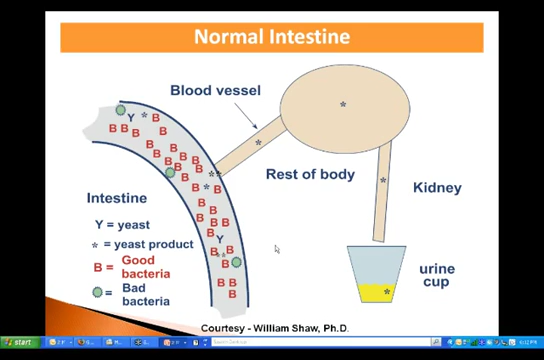 Normal Intestine
Blood vessel
Y * B
B B B
B
*
B
B B
B B
B B
B B
B
* *
B
* B
B
B B
B B B
B
Y
B
B
* *
B
B B
B
*
*
Rest of body
*
Kidney
Intestine
Y = yeast
* = yeast product
B = Good
bacteria
= Bad
bacteria
urine
cup
*
Courtesy - William Shaw, Ph.D.
start